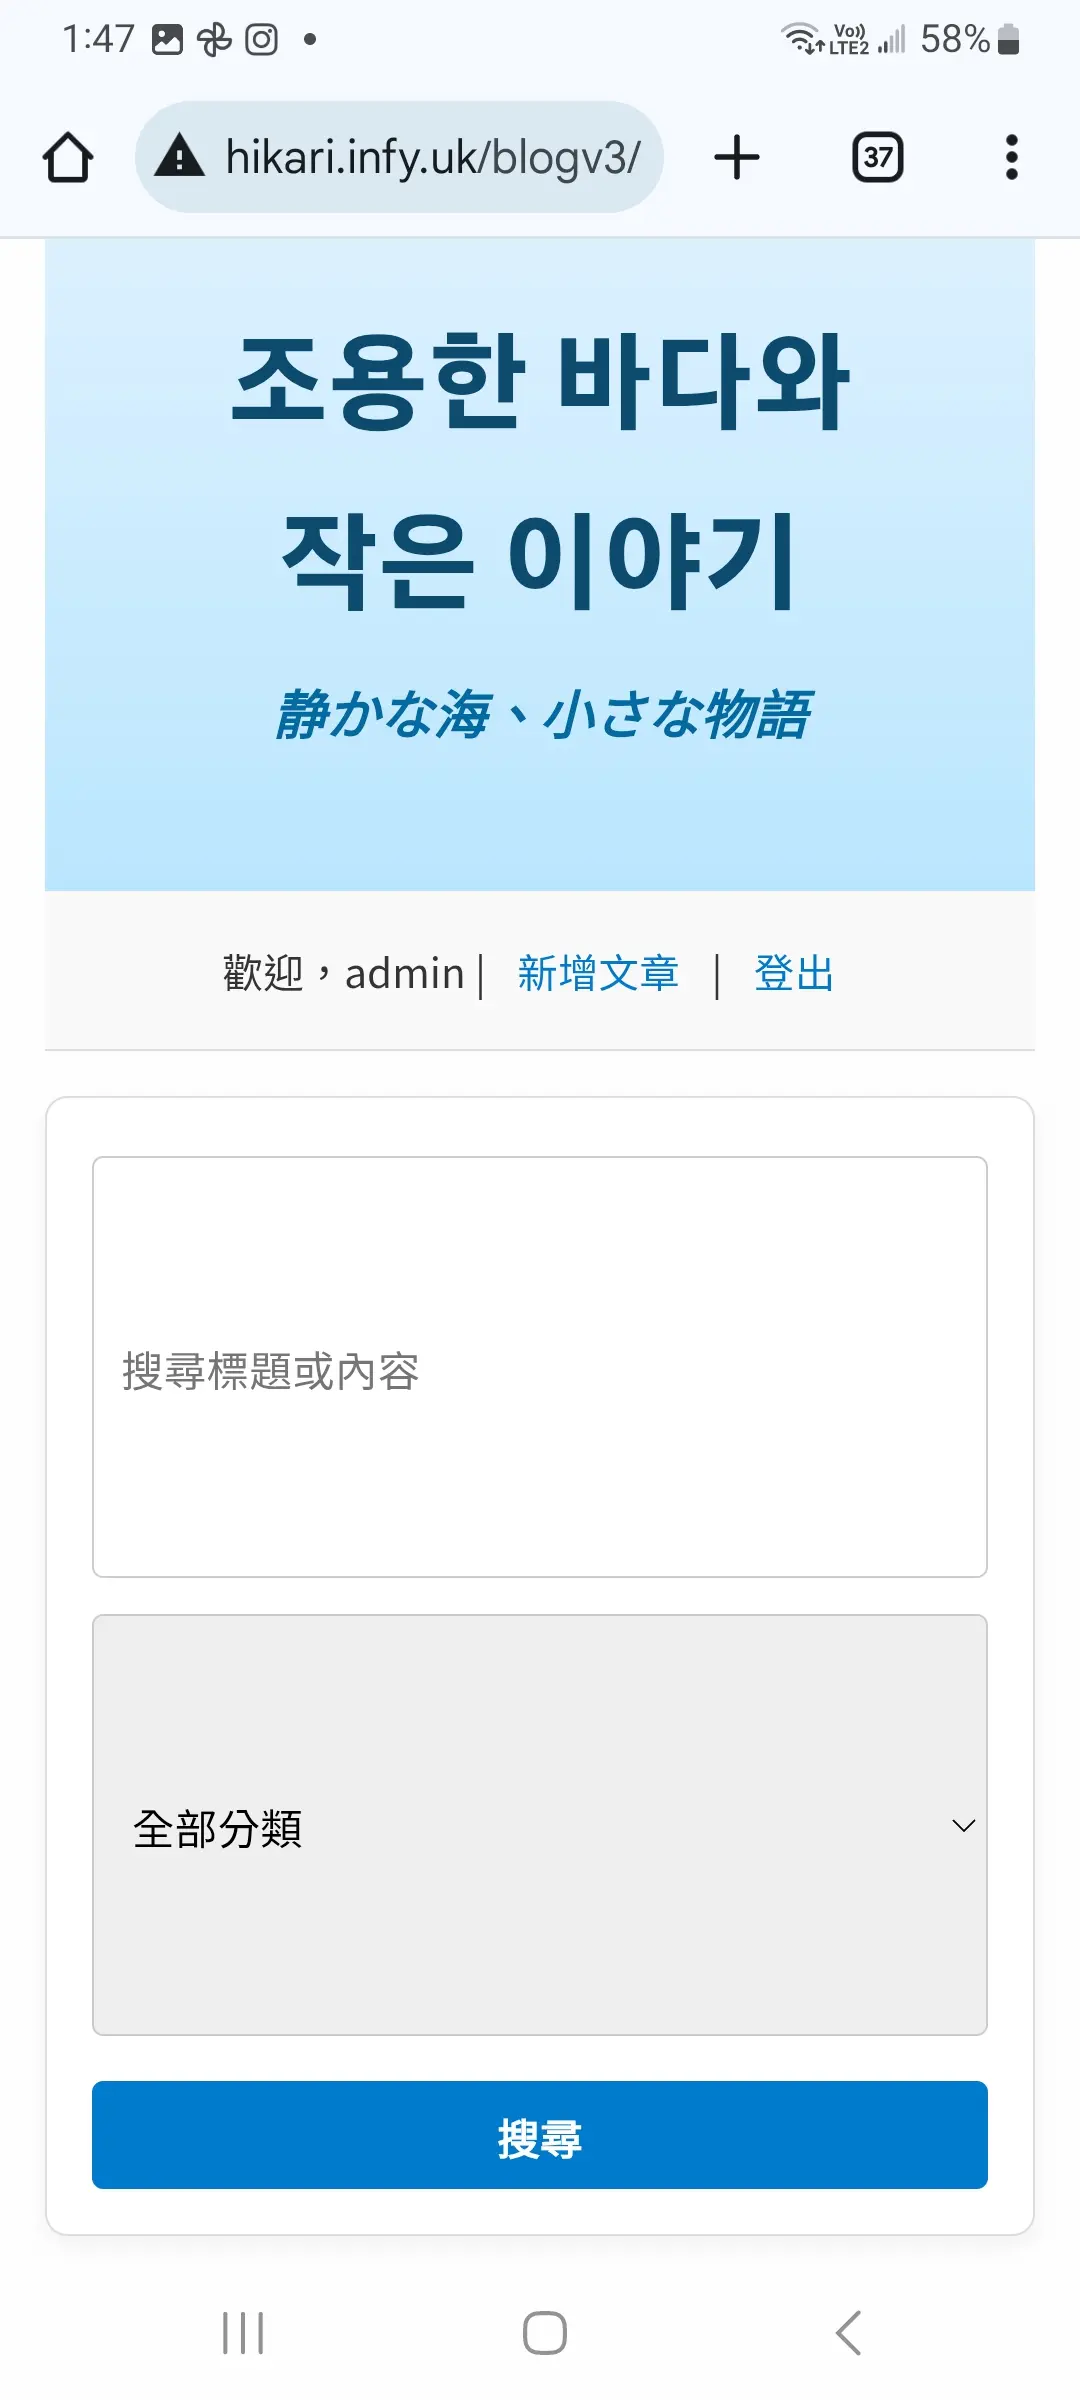 1:47
Vo)) LTE2 58%
hikari.infy.uk/blogv3/
37
조용한 바다와
작은 이야기
静かな海、小さな物語
歡迎，admin | 新增文章 | 登出
搜尋標題或內容
全部分類
搜尋